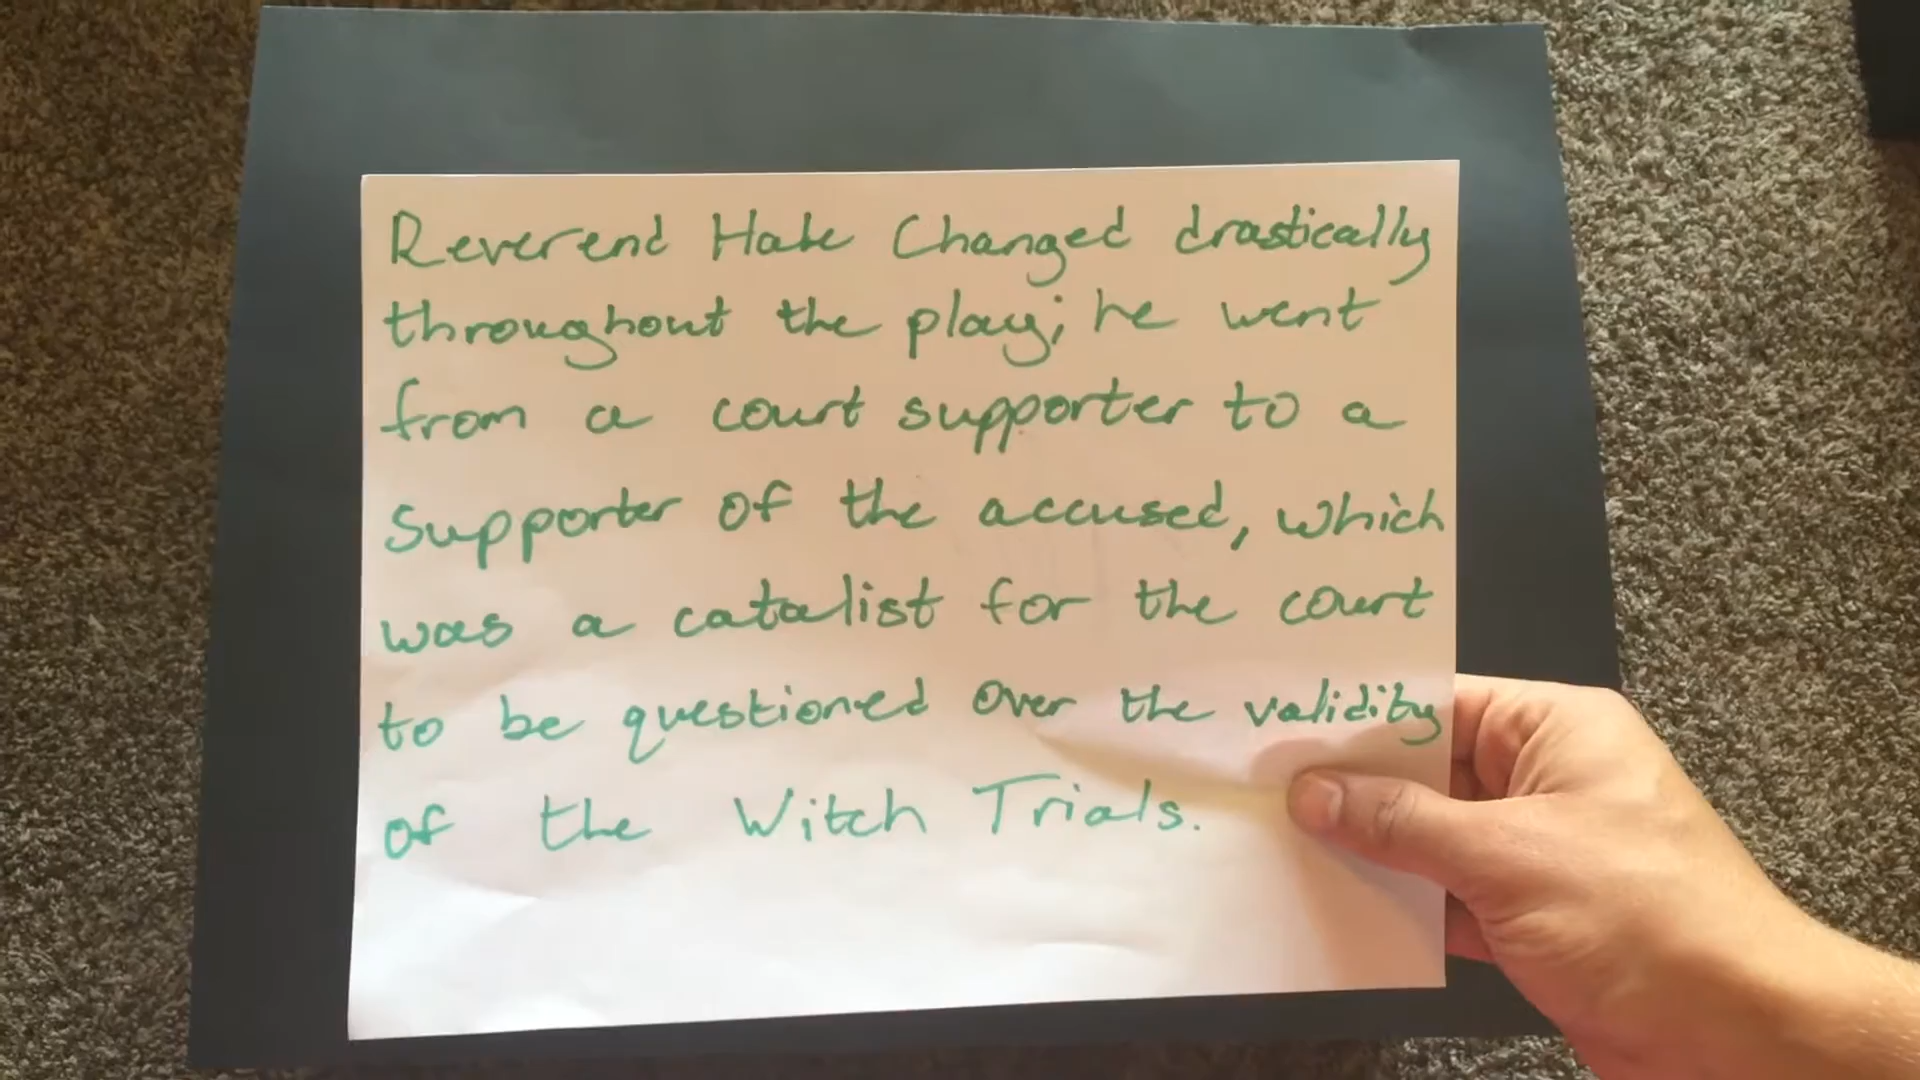 Reverend Hale Changed drastically
throughout the play; he went
from a court supporter to a
supporter of the accused, which
was a catalist for the court
to be questioned over the validity
of the Witch Trials.